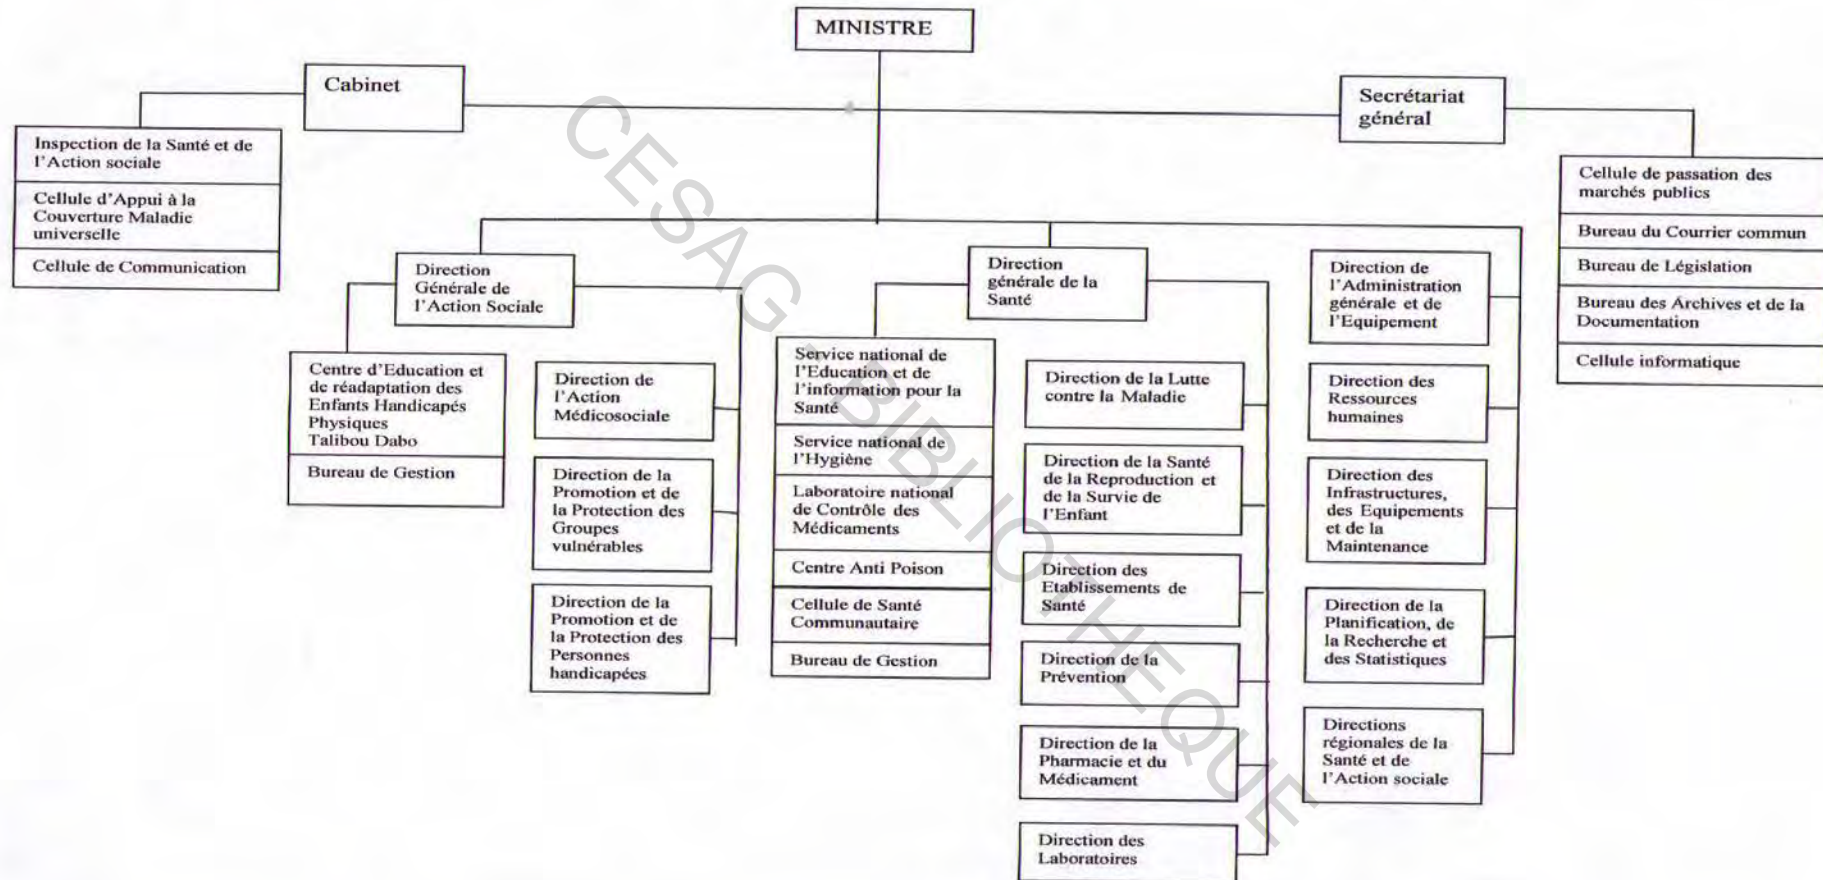 MINISTRE
Cabinet
Secrétariat
général
Inspection de la Santé et de
l'Action sociale
Cellule d'Appui à la
Couverture Maladie
universelle
Cellule de Communication
Cellule de passation des
marchés publics
Bureau du Courrier commun
Bureau de Législation
Bureau des Archives et de la
Documentation
Cellule informatique
Direction
Générale de
l'Action Sociale
Centre d'Education et
de réadaptation des
Enfants Handicapés
Physiques
Talibou Dabo
Bureau de Gestion
Direction de
l'Action
Médicosociale
Direction de la
Promotion et de
la Protection des
Groupes
vulnérables
Direction de la
Promotion et de
la Protection des
Personnes
handicapées
Direction
générale de la
Santé
Service national de
l'Education et de
l'information pour la
Santé
Service national de
l'Hygiène
Laboratoire national
de Contrôle des
Médicaments
Centre Anti Poison
Cellule de Santé
Communautaire
Bureau de Gestion
Direction de la Lutte
contre la Maladie
Direction de la Santé
de la Reproduction et
de la Survie de
l'Enfant
Direction des
Etablissements de
Santé
Direction de la
Prévention
Direction de la
Pharmacie et du
Médicament
Direction des
Laboratoires
Direction de
l'Administration
générale et de
l'Equipement
Direction des
Ressources
humaines
Direction des
Infrastructures,
des Equipements
et de la
Maintenance
Direction de la
Planification, de
la Recherche et
des Statistiques
Directions
régionales de la
Santé et de
l'Action sociale
CESAG - BIBLIOTHEQUE